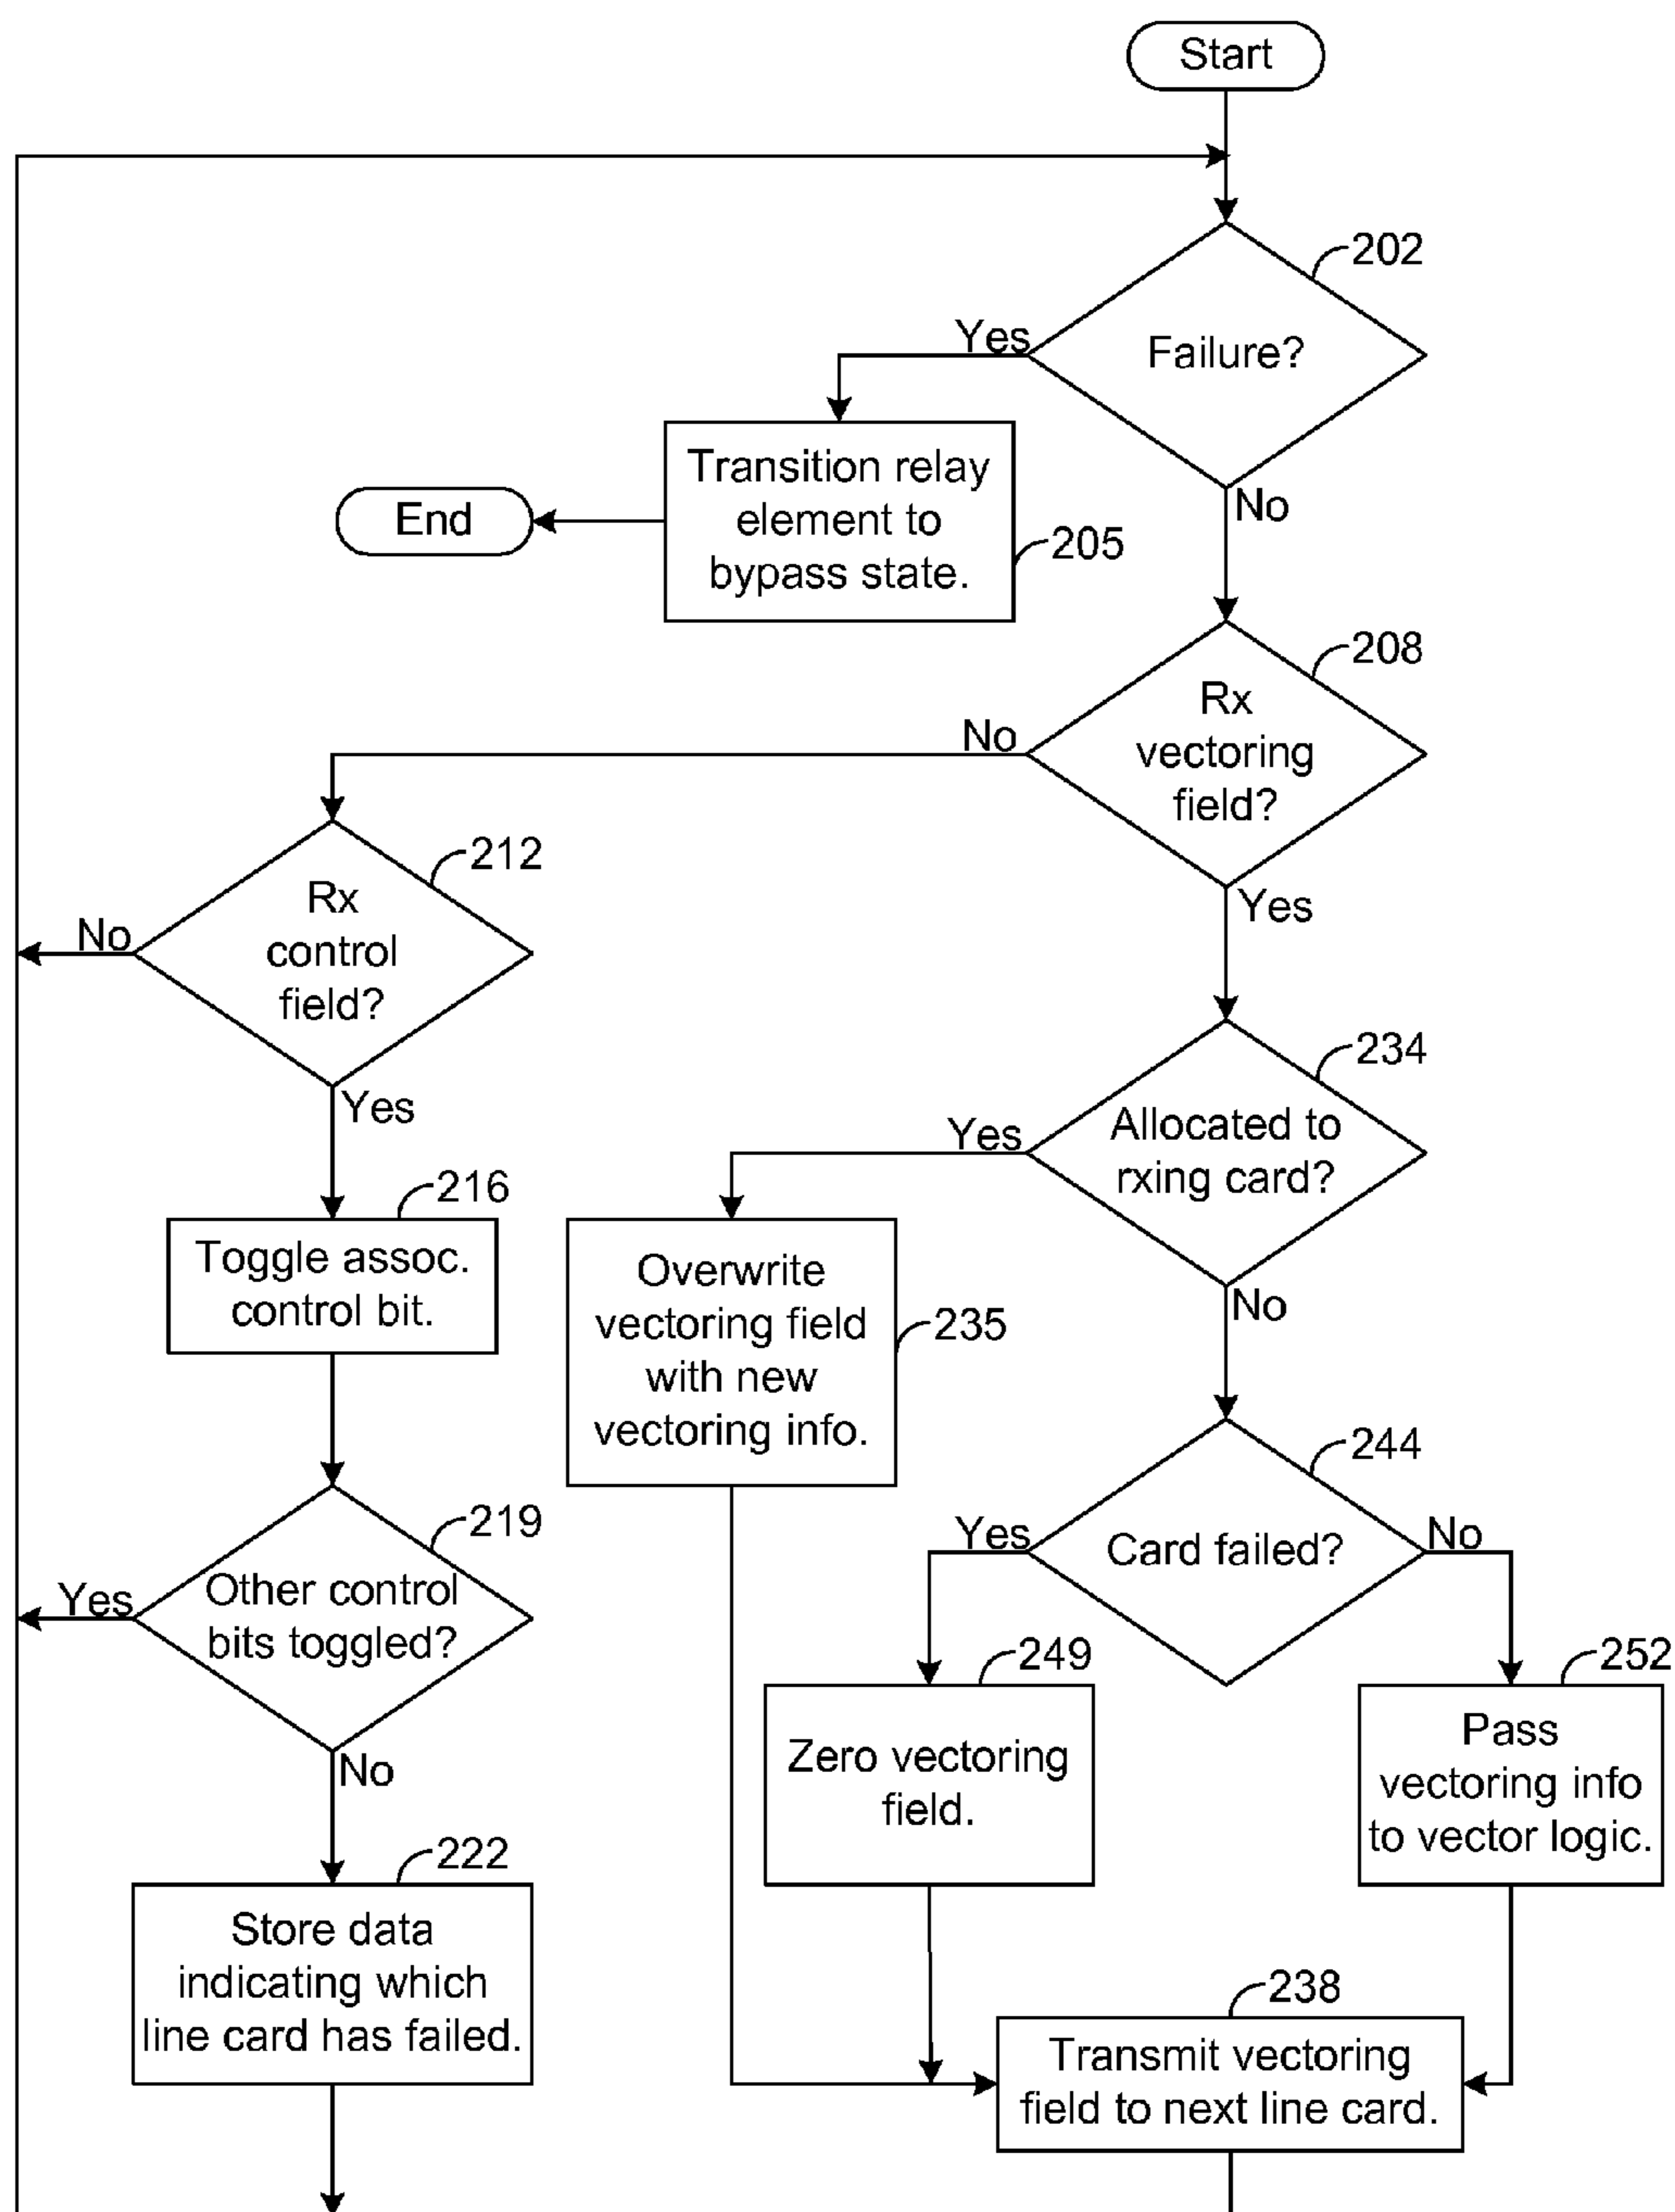 Start
202
Failure?
Yes
No
Transition relay
element to
bypass state.
205
End
208
Rx
vectoring
field?
No
Yes
212
Rx
control
field?
No
Yes
234
Allocated to
rxing card?
Yes
No
216
Toggle assoc.
control bit.
Overwrite
vectoring field
with new
vectoring info.
235
244
Card failed?
Yes
No
219
Other control
bits toggled?
Yes
No
249
Zero vectoring
field.
252
Pass
vectoring info
to vector logic.
222
Store data
indicating which
line card has failed.
238
Transmit vectoring
field to next line card.